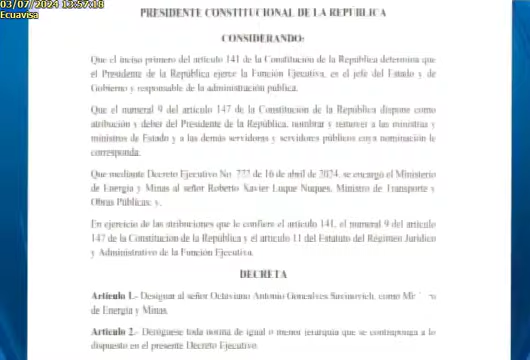 03/07/2024 13:57:18
Ecuavisa
PRESIDENTE CONSTITUCIONAL DE LA REPÚBLICA
CONSIDERANDO:
Que el inciso primero del artículo 141 de la Constitución de la República determina que
el Presidente de la República ejerce la Función Ejecutiva, es el jefe del Estado y de
Gobierno y responsable de la administración pública.
Que el numeral 9 del artículo 147 de la Constitución de la República dispone como
atribución y deber del Presidente de la República, nombrar y remover a las ministras y
ministros de Estado y a las demás servidoras y servidores públicos cuya nominación le
corresponda;
Que mediante Decreto Ejecutivo No. de 16 de abril de 2024, se encargó el Ministerio
de Energía y Minas al señor Roberto Xavier Luque Nuques, Ministro de Transporte y
Obras Públicas; y,
En ejercicio de las atribuciones que le confiere el artículo 141, el numeral 9 del artículo
147 de la Constitución de la República y el artículo 11 del Estatuto del Régimen Jurídico
y Administrativo de la Función Ejecutiva.
DECRETA
Artículo 1.- Designar al señor Octaviano Antonio Goncalves Savinovich, como
de Energía y Minas.
Artículo 2.- Deróguese toda norma de igual o menor jerarquía que se contraponga a lo
dispuesto en el presente Decreto Ejecutivo.